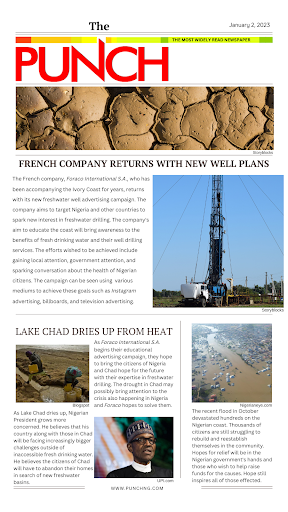 The
January 2, 2023
THE MOST WIDELY READ NEWSPAPER
PUNCH
StoryBlocks
FRENCH COMPANY RETURNS WITH NEW WELL PLANS
The French company, Foraco International S.A., who has
been accompanying the Ivory Coast for years, returns
with its new freshwater well advertising campaign. The
company aims to target Nigeria and other countries to
spark new interest in freshwater drilling. The company's
aim to educate the coast will bring awareness to the
benefits of fresh drinking water and their well drilling
services. The efforts wished to be achieve include
gaining local attention, government attention, and
sparking conversation about the health of Nigerian
citizens. The campaign can be seen using various
mediums to achieve these goals such as Instagram
advertising, billboards, and television advertising.
StoryBlocks
LAKE CHAD DRIES UP FROM HEAT
As Foraco International S.A.
begins their educational
advertising campaign, they hope
to bring the citizens of Nigeria
and Chad hope for the future
with their expertise in freshwater
drilling. The drought in Chad may
possibly bring attention to the
crisis also happening in Nigeria
and Foraco hopes to solve them.
As Lake Chad dries up, Nigerian
President grows more
concerned. He believes that his
country along with those in Chad
will be facing increasingly bigger
challenges outside of
inaccessible fresh drinking water.
He believes the citizens of Chad
will have to abandon their homes
in search of new freshwater
basins.
UPI.com
The recent flood in October
devastated hundreds on the
Nigerian coast. Thousands of
citizens are still struggling to
rebuild and reestablish
themselves in the community.
Hopes for relief will be in the
Nigerian government's hands and
those who wish to help raise
funds for the causes. Hope still
inspires all of those effected.
WWW.PUNCHNG.COM